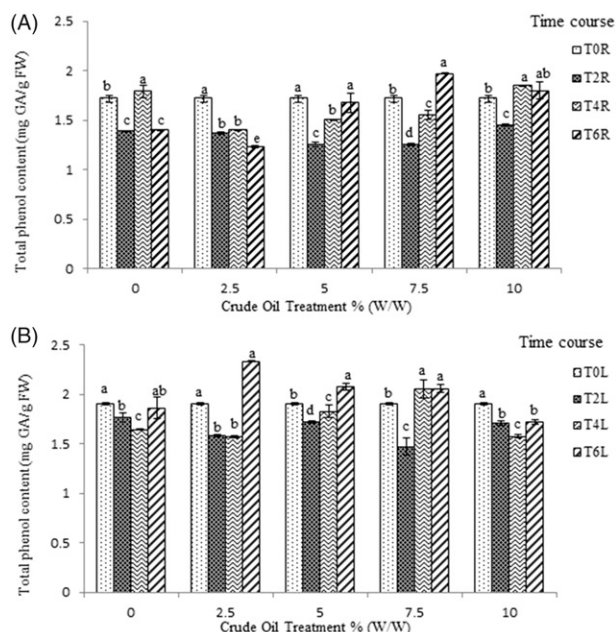 (A)
Time course
T0R
T2R
T4R
T6R
Total phenol content (mg GA/g FW)
2.5
2
1.5
1
0.5
0
b c a c
a b b e
a c b a
b d c a
b c a ab
0 2.5 5 7.5 10
Crude Oil Treatment % (W/W)
(B)
Time course
T0L
T2L
T4L
T6L
Total phenol content (mg GA/g FW)
2.5
2
1.5
1
0.5
0
a b c ab
a b b a
b d c a
b c a a
a b c b
0 2.5 5 7.5 10
Crude Oil Treatment % (W/W)